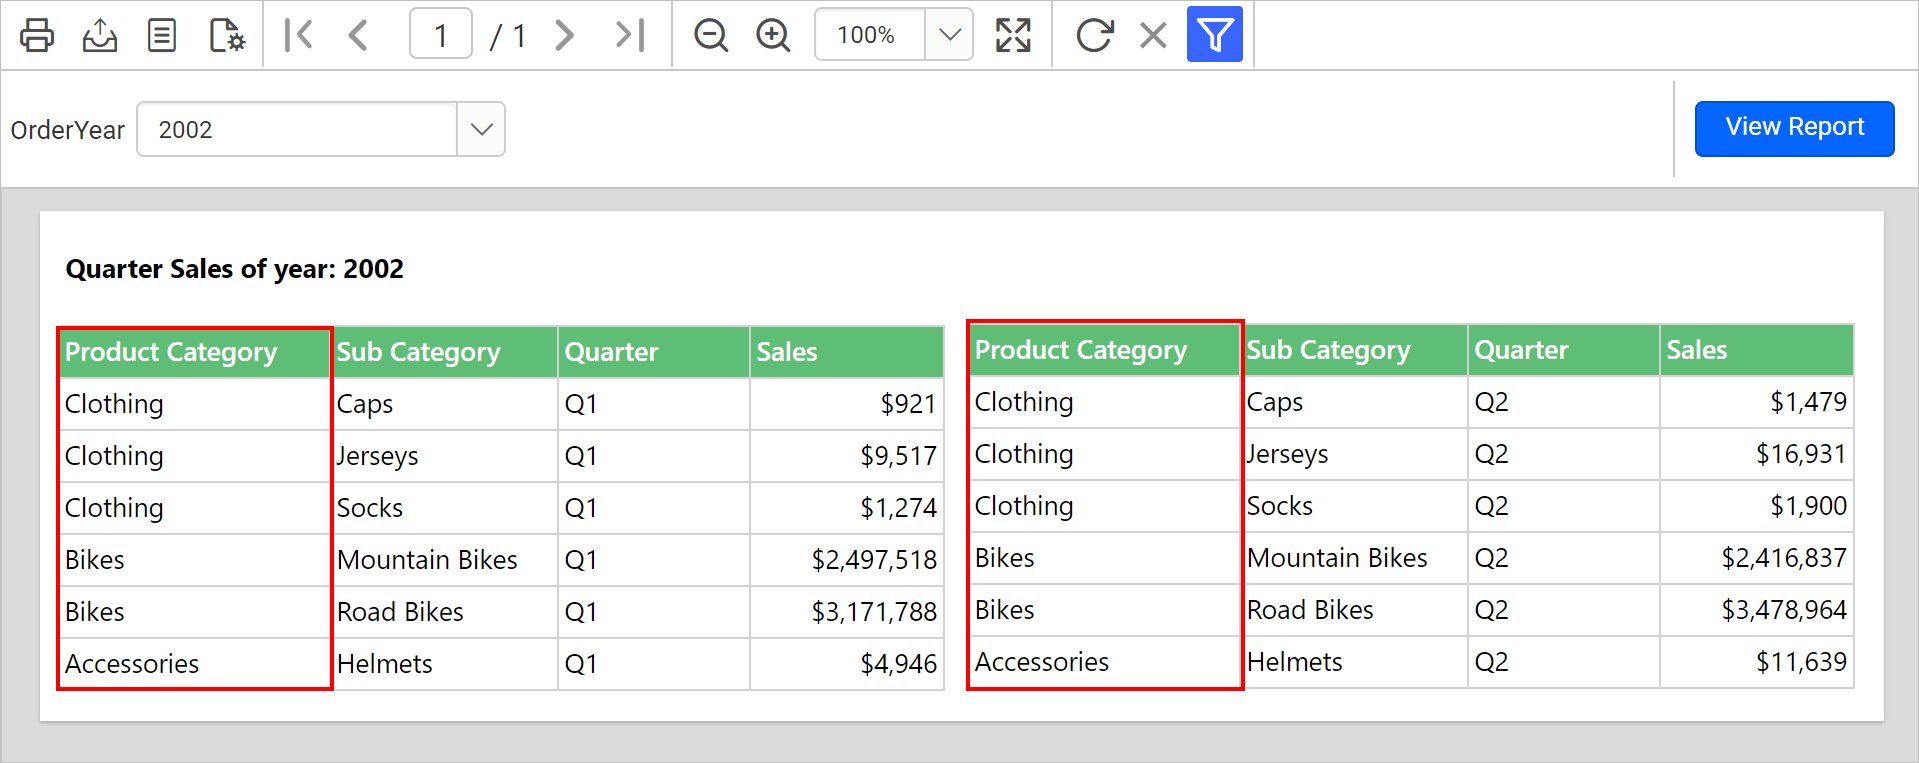 1 / 1 100%
OrderYear 2002 View Report
Quarter Sales of year: 2002
Product Category Sub Category Quarter Sales
Clothing Caps Q1 $921
Clothing Jerseys Q1 $9,517
Clothing Socks Q1 $1,274
Bikes Mountain Bikes Q1 $2,497,518
Bikes Road Bikes Q1 $3,171,788
Accessories Helmets Q1 $4,946
Product Category Sub Category Quarter Sales
Clothing Caps Q2 $1,479
Clothing Jerseys Q2 $16,931
Clothing Socks Q2 $1,900
Bikes Mountain Bikes Q2 $2,416,837
Bikes Road Bikes Q2 $3,478,964
Accessories Helmets Q2 $11,639